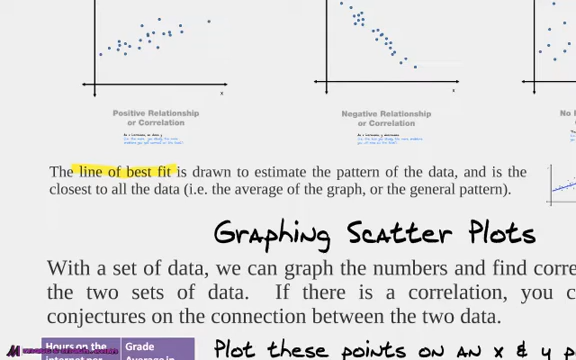 x
x
Positive Relationship
or Correlation
Negative Relationship
or Correlation
No
The line of best fit is drawn to estimate the pattern of the data, and is the
closest to all the data (i.e. the average of the graph, or the general pattern).
Graphing Scatter Plots
With a set of data, we can graph the numbers and find corre
the two sets of data. If there is a correlation, you c
conjectures on the connection between the two data.
Hours on the
Grade
Average in
Plot these points on an x & y p